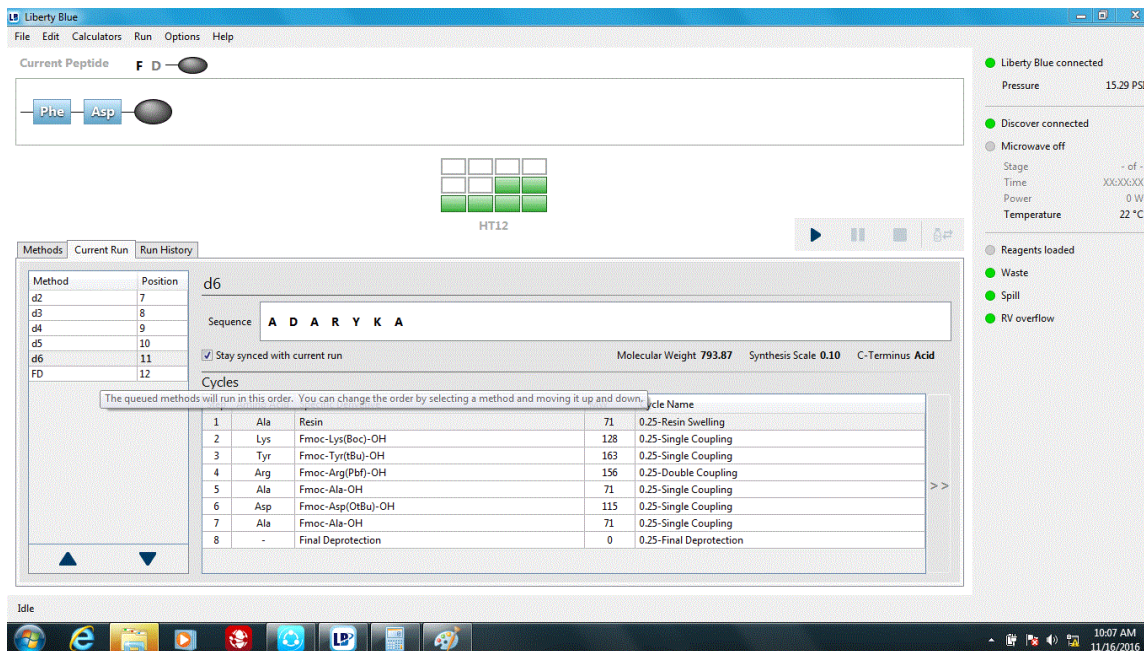 LB Liberty Blue
File Edit Calculators Run Options Help
Current Peptide F D
Phe Asp
HT12
Liberty Blue connected
Pressure 15.29 PSI
Discover connected
Microwave off
Stage - of -
Time XX:XX:XX
Power 0 W
Temperature 22 °C
Reagents loaded
Waste
Spill
RV overflow
Methods Current Run Run History
Method Position
d2 7
d3 8
d4 9
d5 10
d6 11
FD 12
d6
Sequence A D A R Y K A
Stay synced with current run Molecular Weight 793.87 Synthesis Scale 0.10 C-Terminus Acid
Cycles
The queued methods will run in this order. You can change the order by selecting a method and moving it up and down.
Cycle Name
1 Ala Resin 71 0.25-Resin Swelling
2 Lys Fmoc-Lys(Boc)-OH 128 0.25-Single Coupling
3 Tyr Fmoc-Tyr(tBu)-OH 163 0.25-Single Coupling
4 Arg Fmoc-Arg(Pbf)-OH 156 0.25-Double Coupling
5 Ala Fmoc-Ala-OH 71 0.25-Single Coupling
6 Asp Fmoc-Asp(OtBu)-OH 115 0.25-Single Coupling
7 Ala Fmoc-Ala-OH 71 0.25-Single Coupling
8 - Final Deprotection 0 0.25-Final Deprotection
>>
Idle
LB
10:07 AM
11/16/2016